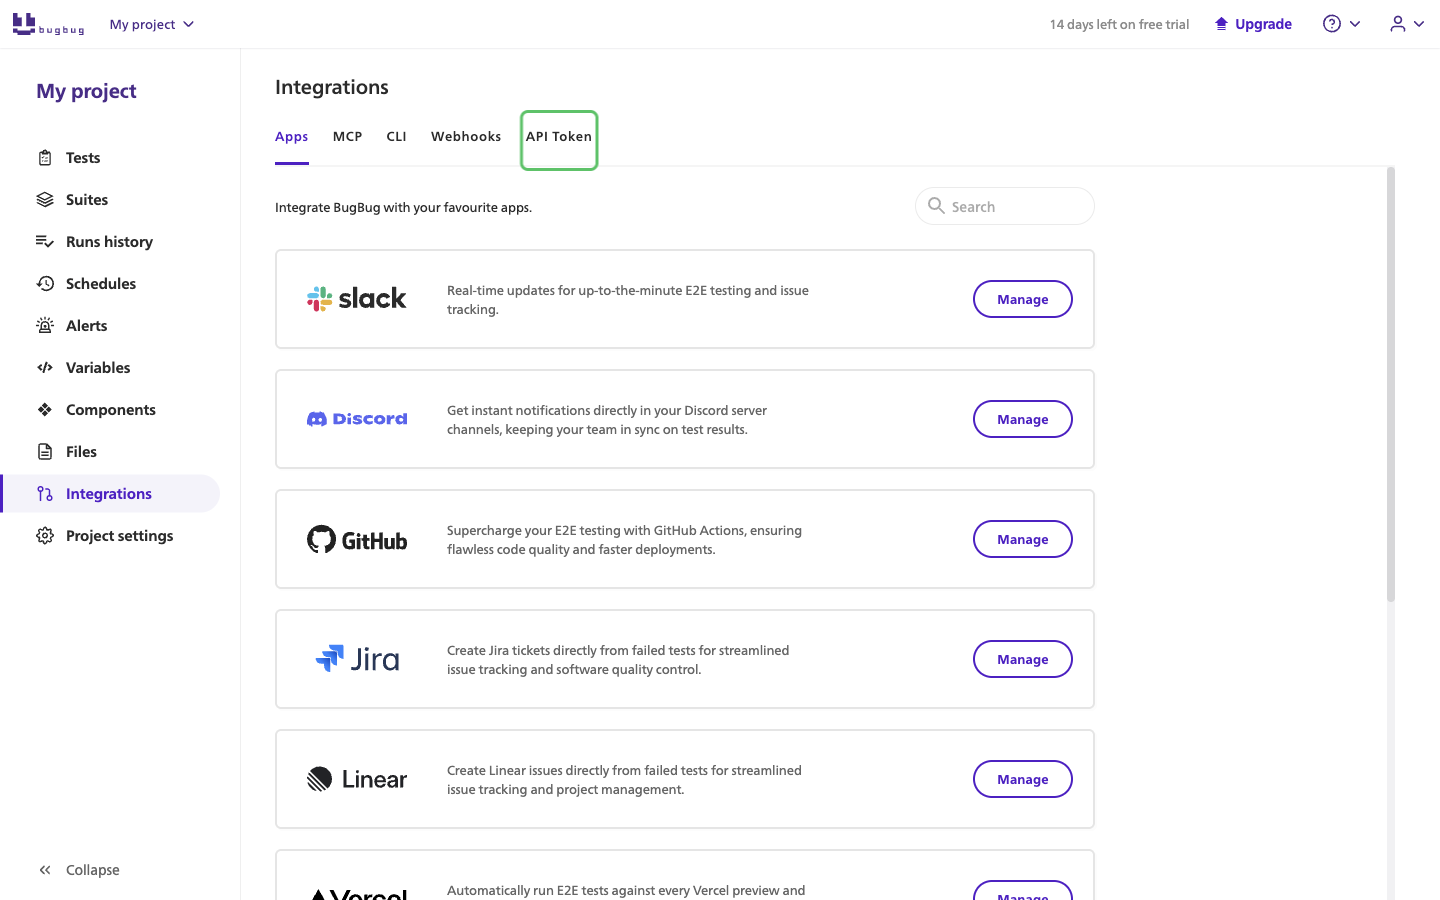 bugbug
My project
14 days left on free trial
Upgrade
My project
Tests
Suites
Runs history
Schedules
Alerts
Variables
Components
Files
Integrations
Project settings
Collapse
Integrations
Apps
MCP
CLI
Webhooks
API Token
Integrate BugBug with your favourite apps.
Search
slack
Real-time updates for up-to-the-minute E2E testing and issue
tracking.
Manage
Discord
Get instant notifications directly in your Discord server
channels, keeping your team in sync on test results.
Manage
GitHub
Supercharge your E2E testing with GitHub Actions, ensuring
flawless code quality and faster deployments.
Manage
Jira
Create Jira tickets directly from failed tests for streamlined
issue tracking and software quality control.
Manage
Linear
Create Linear issues directly from failed tests for streamlined
issue tracking and project management.
Manage
Vercel
Automatically run E2E tests against every Vercel preview and
Manage